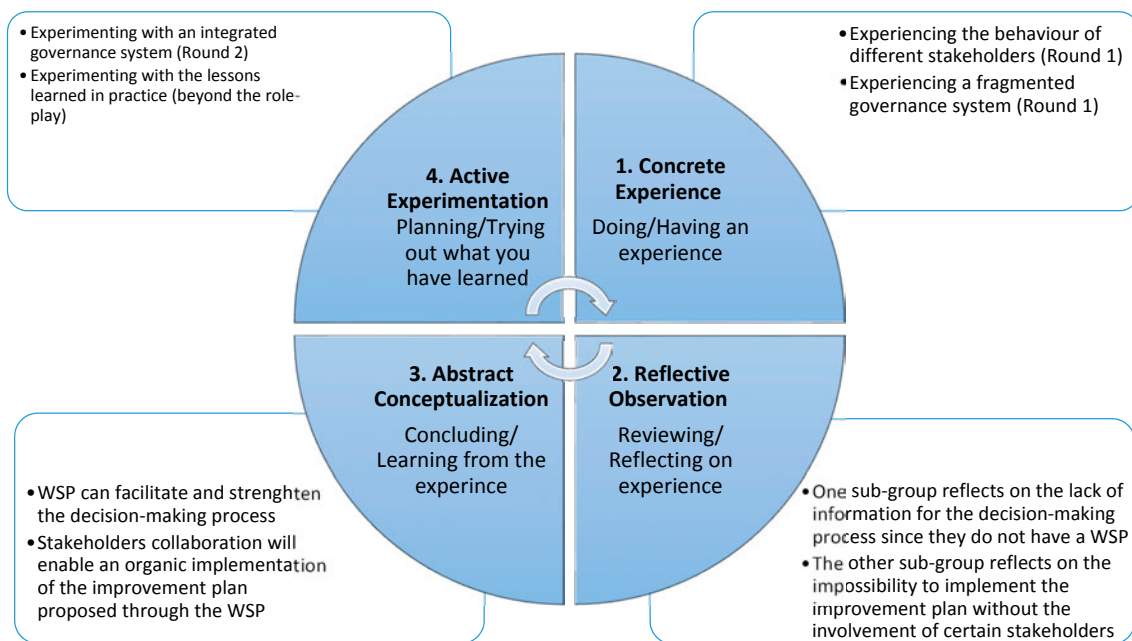 • Experimenting with an integrated
governance system (Round 2)
• Experimenting with the lessons
learned in practice (beyond the role-
play)
• Experiencing the behaviour of
different stakeholders (Round 1)
• Experiencing a fragmented
governance system (Round 1)
4. Active
Experimentation
Planning/Trying
out what you
have learned
1. Concrete
Experience
Doing/Having an
experience
3. Abstract
Conceptualization
Concluding/
Learning from the
experince
2. Reflective
Observation
Reviewing/
Reflecting on
experience
• WSP can facilitate and strenghten
the decision-making process
• Stakeholders collaboration will
enable an organic implementation
of the improvement plan
proposed through the WSP
• One sub-group reflects on the lack of
information for the decision-making
process since they do not have a WSP
• The other sub-group reflects on the
impossibility to implement the
improvement plan without the
involvement of certain stakeholders